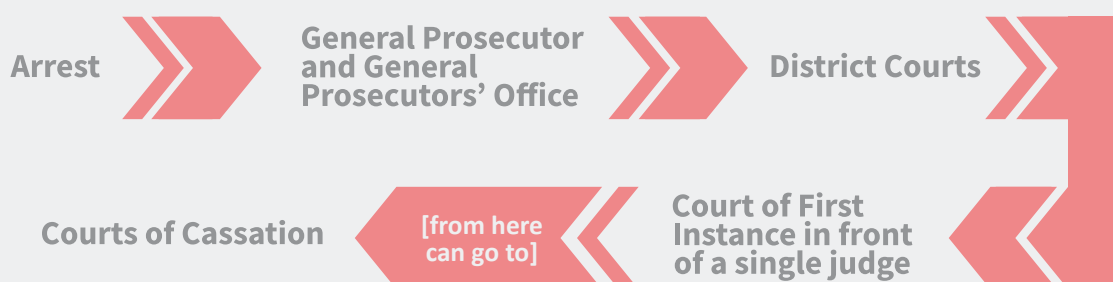 Arrest
General Prosecutor
and General
Prosecutors’ Office
District Courts
Court of First
Instance in front
of a single judge
[from here
can go to]
Courts of Cassation